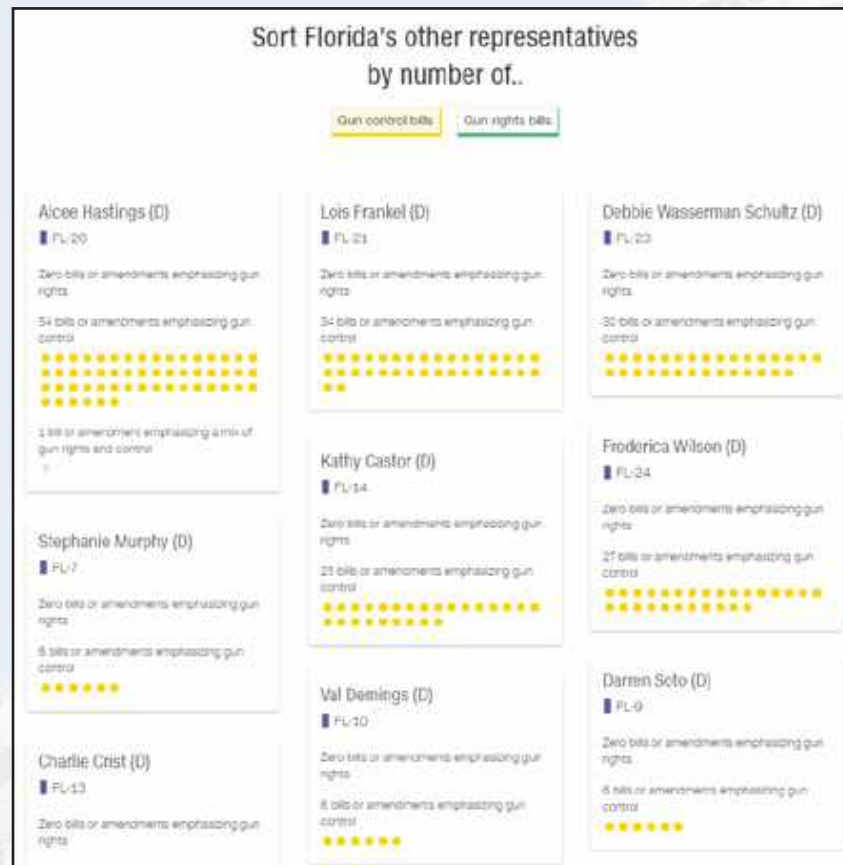 Sort Florida's other representatives
by number of..
Gun control bills
Gun rights bills
Alcee Hastings (D)
FL-20
Zero bills or amendments emphasizing gun
rights
54 bills or amendments emphasizing gun
control
1 bill or amendment emphasizing a mix of
gun rights and control
Stephanie Murphy (D)
FL-7
Zero bills or amendments emphasizing gun
rights
6 bills or amendments emphasizing gun
control
Charlie Crist (D)
FL-13
Zero bills or amendments emphasizing gun
rights
Lois Frankel (D)
FL-21
Zero bills or amendments emphasizing gun
rights
34 bills or amendments emphasizing gun
control
Kathy Castor (D)
FL-14
Zero bills or amendments emphasizing gun
rights
25 bills or amendments emphasizing gun
control
Val Demings (D)
FL-10
Zero bills or amendments emphasizing gun
rights
6 bills or amendments emphasizing gun
control
Debbie Wasserman Schultz (D)
FL-23
Zero bills or amendments emphasizing gun
rights
30 bills or amendments emphasizing gun
control
Frederica Wilson (D)
FL-24
Zero bills or amendments emphasizing gun
rights
27 bills or amendments emphasizing gun
control
Darren Soto (D)
FL-9
Zero bills or amendments emphasizing gun
rights
6 bills or amendments emphasizing gun
control